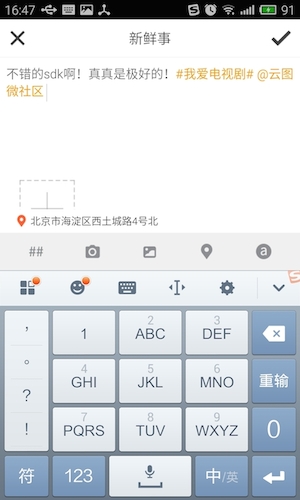 16:47
91
新鲜事
不错的sdk啊！真真是极好的！#我爱电视剧# @云图
微社区
北京市海淀区西土城路4号北
##
a
S
，
1
2
ABC
3
DEF
。
4
GHI
5
JKL
6
MNO
重输
？
！
7
PQRS
8
TUV
9
WXYZ
0
符
123
中/英